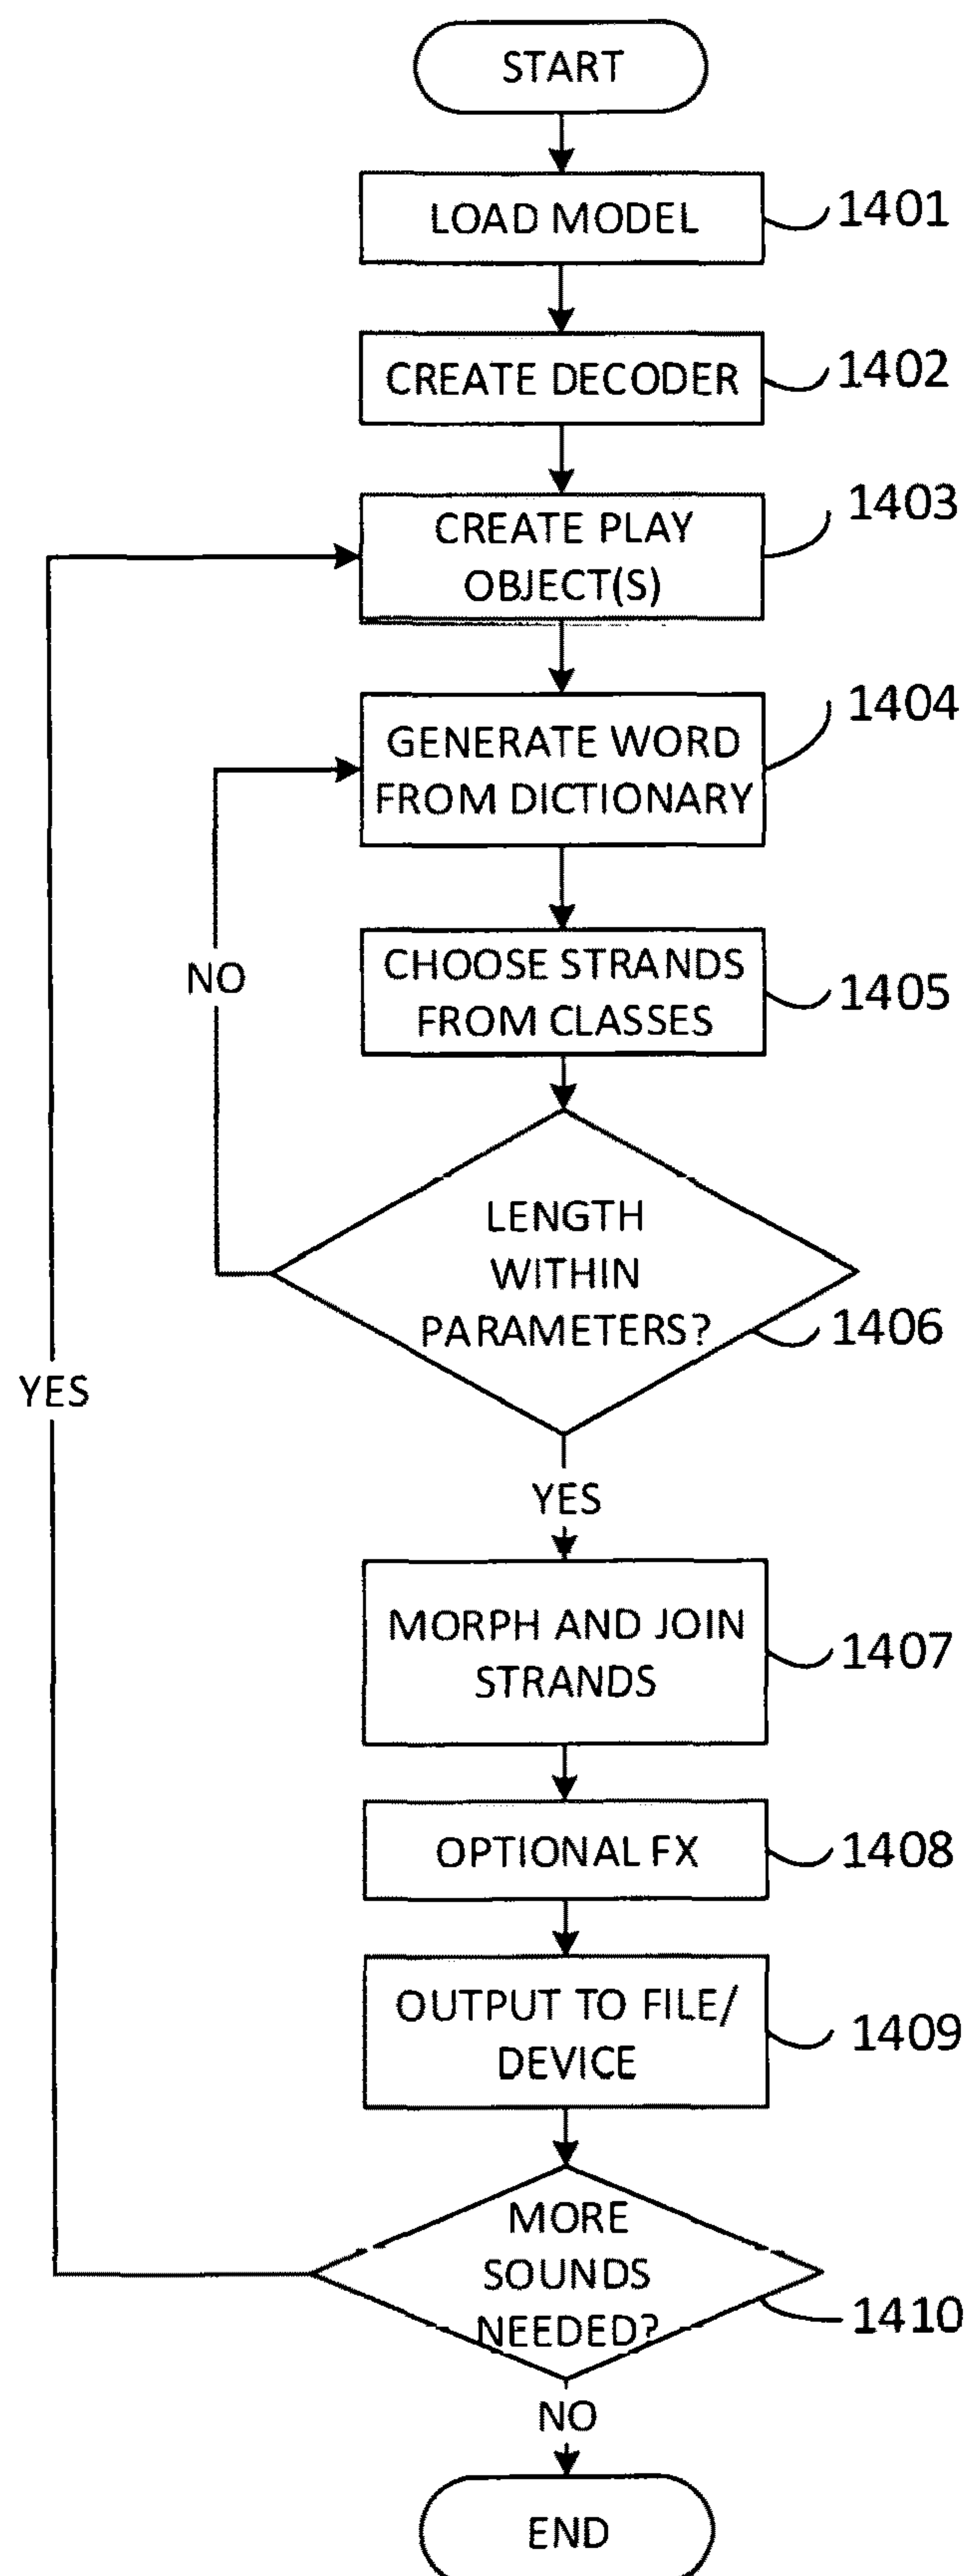 START
LOAD MODEL
1401
CREATE DECODER
1402
CREATE PLAY
OBJECT(S)
1403
GENERATE WORD
FROM DICTIONARY
1404
CHOOSE STRANDS
FROM CLASSES
1405
NO
LENGTH
WITHIN
PARAMETERS?
1406
YES
YES
MORPH AND JOIN
STRANDS
1407
OPTIONAL FX
1408
OUTPUT TO FILE/
DEVICE
1409
MORE
SOUNDS
NEEDED?
1410
NO
END